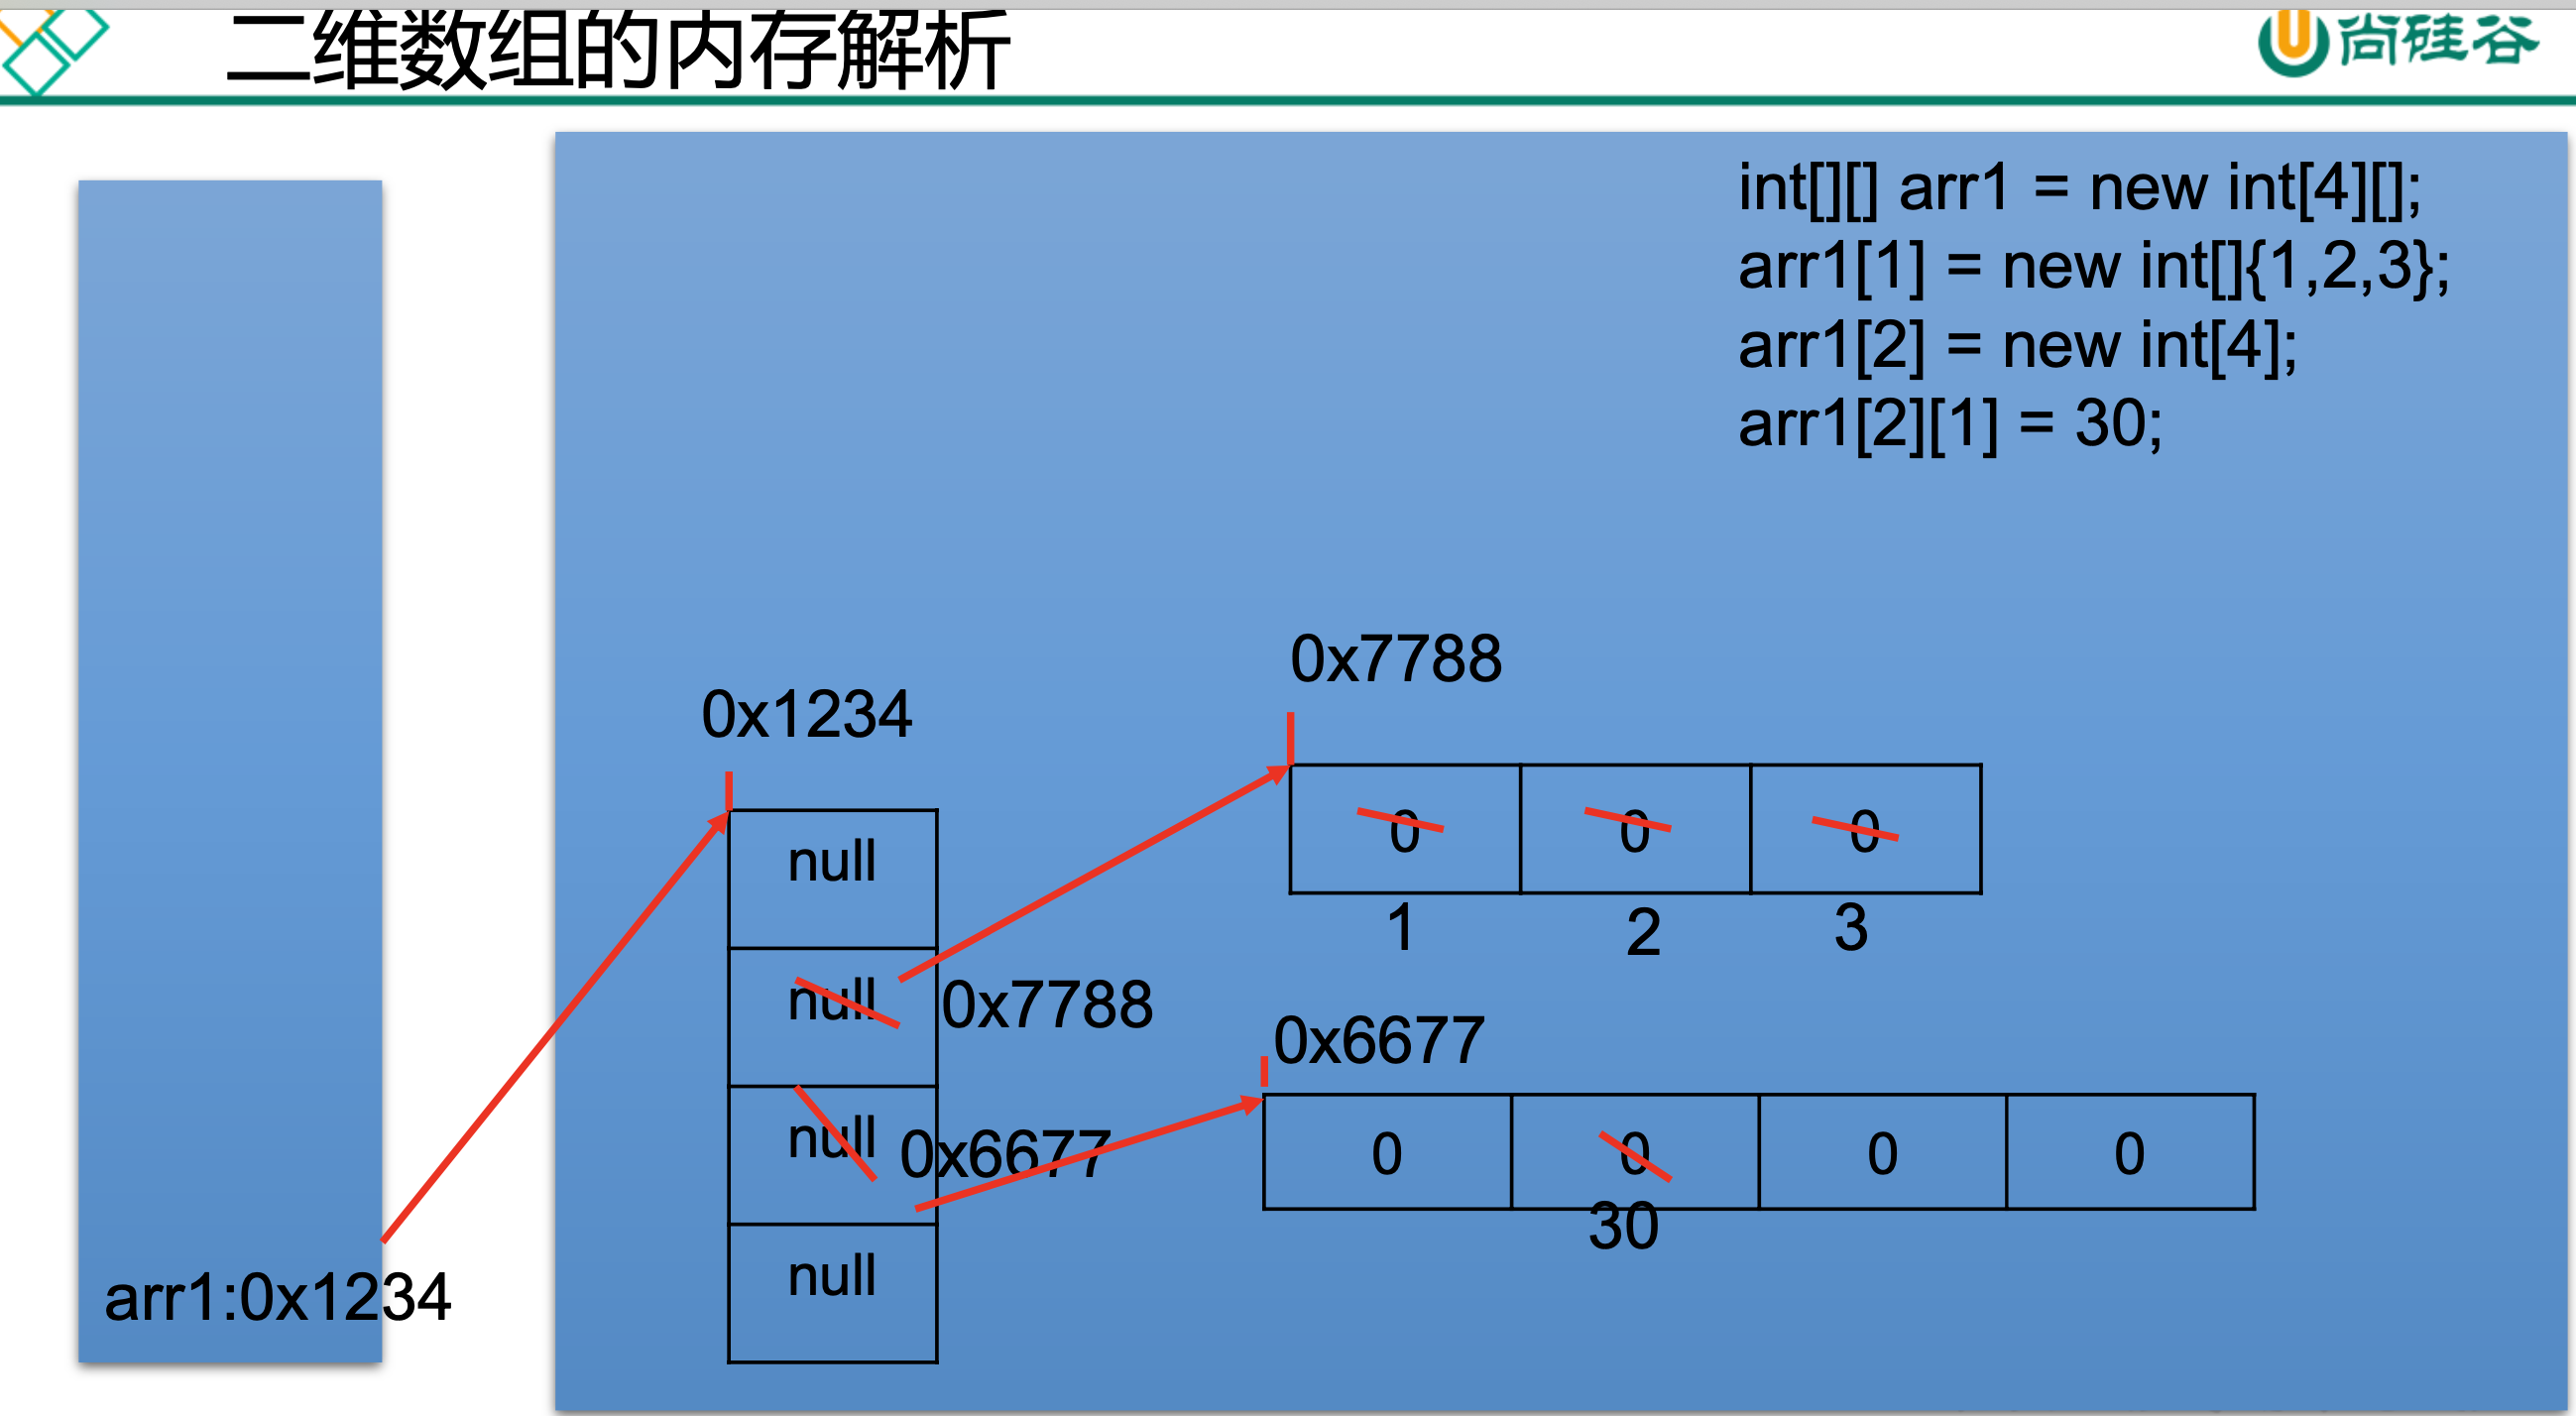 二维数组的内存解析
尚硅谷
int[][] arr1 = new int[4][];
arr1[1] = new int[]{1,2,3};
arr1[2] = new int[4];
arr1[2][1] = 30;
0x7788
0x1234
0 0 0
null
1 2 3
null 0x7788
0x6677
null 0x6677
0 0 0 0
30
null
arr1:0x1234